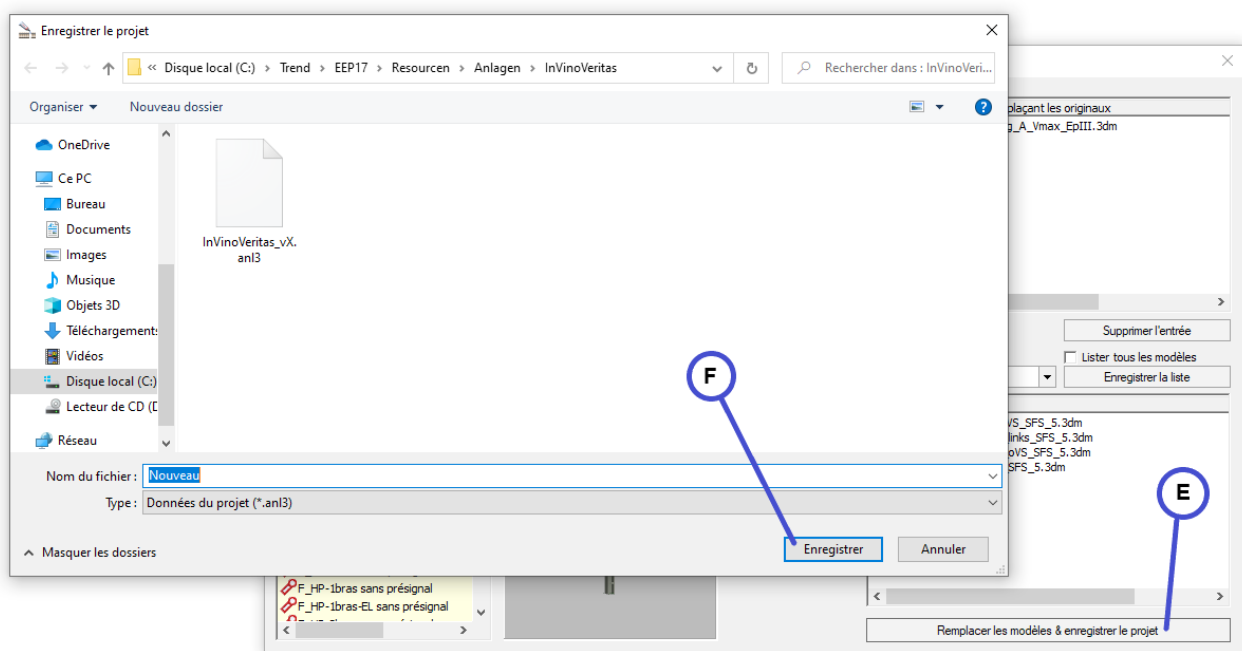 Enregistrer le projet
« Disque local (C:) > Trend > EEP17 > Resourcen > Anlagen > InVinoVeritas
Rechercher dans : InVinoVeri...
Organiser
Nouveau dossier
OneDrive
Ce PC
Bureau
Documents
Images
Musique
Objets 3D
Téléchargements
Vidéos
Disque local (C:)
Lecteur de CD (D
Réseau
InVinoVeritas_vX.
anl3
Nom du fichier : Nouveau
Type : Données du projet (*.anl3)
Masquer les dossiers
Enregistrer
Annuler
F
plaçant les originaux
g_A_Vmax_EpIII.3dm
Supprimer l'entrée
Lister tous les modèles
Enregistrer la liste
VS_SFS_5.3dm
links_SFS_5.3dm
oVS_SFS_5.3dm
SFS_5.3dm
E
F_HP-1bras sans présignal
F_HP-1bras-EL sans présignal
Remplacer les modèles & enregistrer le projet